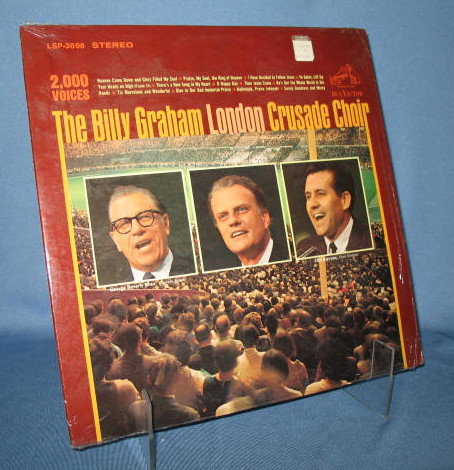 LSP-3698 STEREO
2,000
VOICES
Heaven Came Down and Glory Filled My Soul • Praise, My Soul, the King of Heaven • I Have Decided to Follow Jesus • Ye Gates, Lift Up
Your Heads on High (Psalm 24) • There's a New Song in My Heart • O Happy Day • Then Jesus Came • He's Got the Whole World in His
Hands • 'Tis Marvelous and Wonderful • Rise to Our God Immortal Praise • Hallelujah, Praise Jehovah! • Surely Goodness and Mercy
RCA VICTOR
The Billy Graham London Crusade Choir